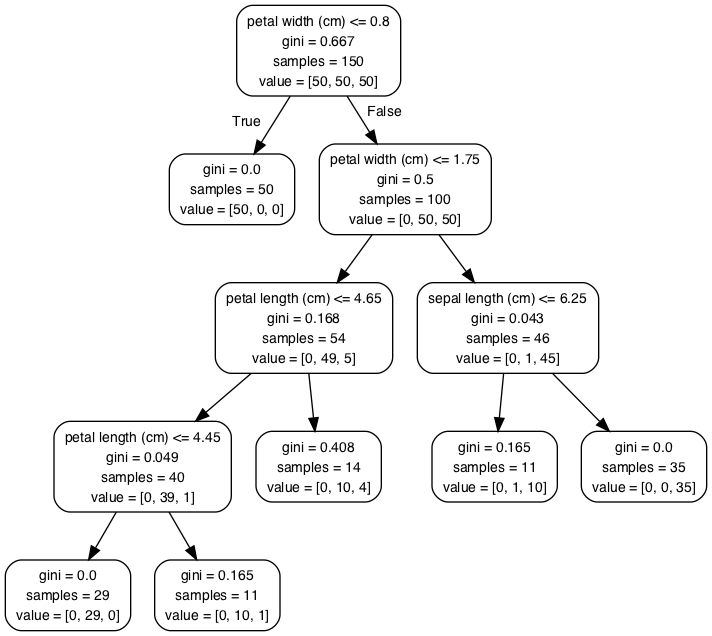 petal width (cm) <= 0.8
gini = 0.667
samples = 150
value = [50, 50, 50]
True
False
gini = 0.0
samples = 50
value = [50, 0, 0]
petal width (cm) <= 1.75
gini = 0.5
samples = 100
value = [0, 50, 50]
petal length (cm) <= 4.65
gini = 0.168
samples = 54
value = [0, 49, 5]
sepal length (cm) <= 6.25
gini = 0.043
samples = 46
value = [0, 1, 45]
petal length (cm) <= 4.45
gini = 0.049
samples = 40
value = [0, 39, 1]
gini = 0.408
samples = 14
value = [0, 10, 4]
gini = 0.165
samples = 11
value = [0, 1, 10]
gini = 0.0
samples = 35
value = [0, 0, 35]
gini = 0.0
samples = 29
value = [0, 29, 0]
gini = 0.165
samples = 11
value = [0, 10, 1]